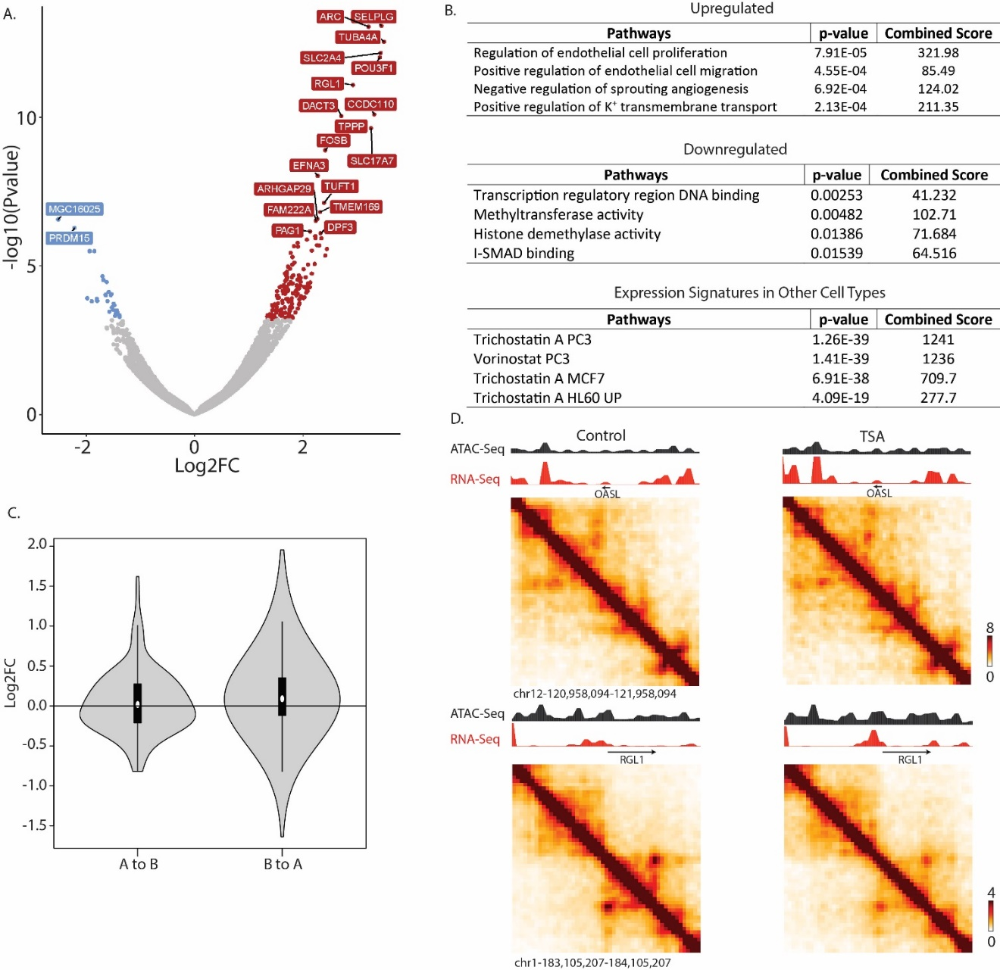 A.
ARC
SELPLG
TUBA4A
SLC2A4
POU3F1
RGL1
DACT3
CCDC110
TPPP
FOSB
SLC17A7
EFNA3
ARHGAP29
TUFT1
FAM222A
TMEM169
PAG1
DPF3
MGC16025
PRDM15
-log10(Pvalue)
10
5
0
-2
0
2
Log2FC
B.
Upregulated
Pathways p-value Combined Score
Regulation of endothelial cell proliferation 7.91E-05 321.98
Positive regulation of endothelial cell migration 4.55E-04 85.49
Negative regulation of sprouting angiogenesis 6.92E-04 124.02
Positive regulation of K⁺ transmembrane transport 2.13E-04 211.35
Downregulated
Pathways p-value Combined Score
Transcription regulatory region DNA binding 0.00253 41.232
Methyltransferase activity 0.00482 102.71
Histone demethylase activity 0.01386 71.684
I-SMAD binding 0.01539 64.516
Expression Signatures in Other Cell Types
Pathways p-value Combined Score
Trichostatin A PC3 1.26E-39 1241
Vorinostat PC3 1.41E-39 1236
Trichostatin A MCF7 6.91E-38 709.7
Trichostatin A HL60 UP 4.09E-19 277.7
C.
Log2FC
2.0
1.5
1.0
0.5
0.0
-0.5
-1.0
-1.5
A to B
B to A
D.
Control
TSA
ATAC-Seq
RNA-Seq
OASL
OASL
8
0
chr12-120,958,094-121,958,094
ATAC-Seq
RNA-Seq
RGL1
RGL1
4
0
chr1-183,105,207-184,105,207